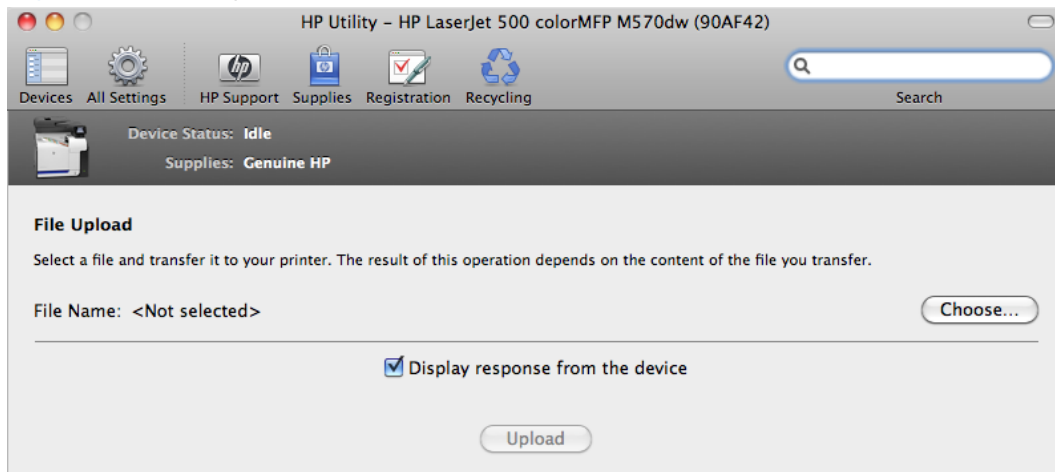 HP Utility – HP LaserJet 500 colorMFP M570dw (90AF42)
Devices All Settings HP Support Supplies Registration Recycling Search
Device Status: Idle
Supplies: Genuine HP
File Upload
Select a file and transfer it to your printer. The result of this operation depends on the content of the file you transfer.
File Name: <Not selected> Choose...
Display response from the device
Upload